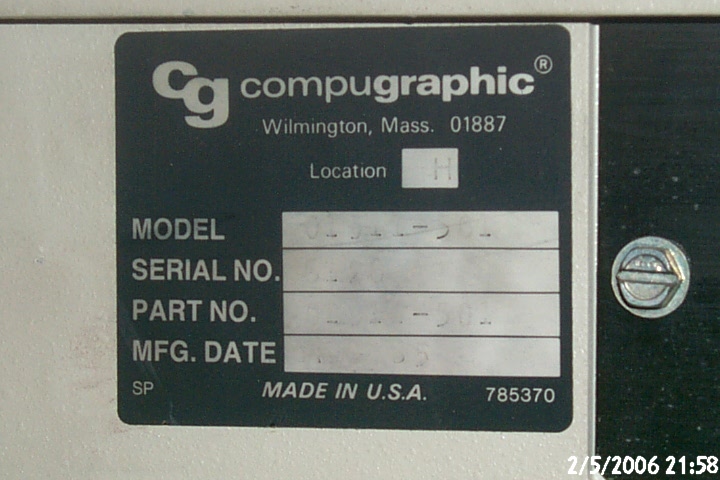 cg compugraphic®
Wilmington, Mass. 01887
Location H
MODEL
SERIAL NO.
PART NO.
MFG. DATE
SP MADE IN U.S.A. 785370
2/5/2006 21:58